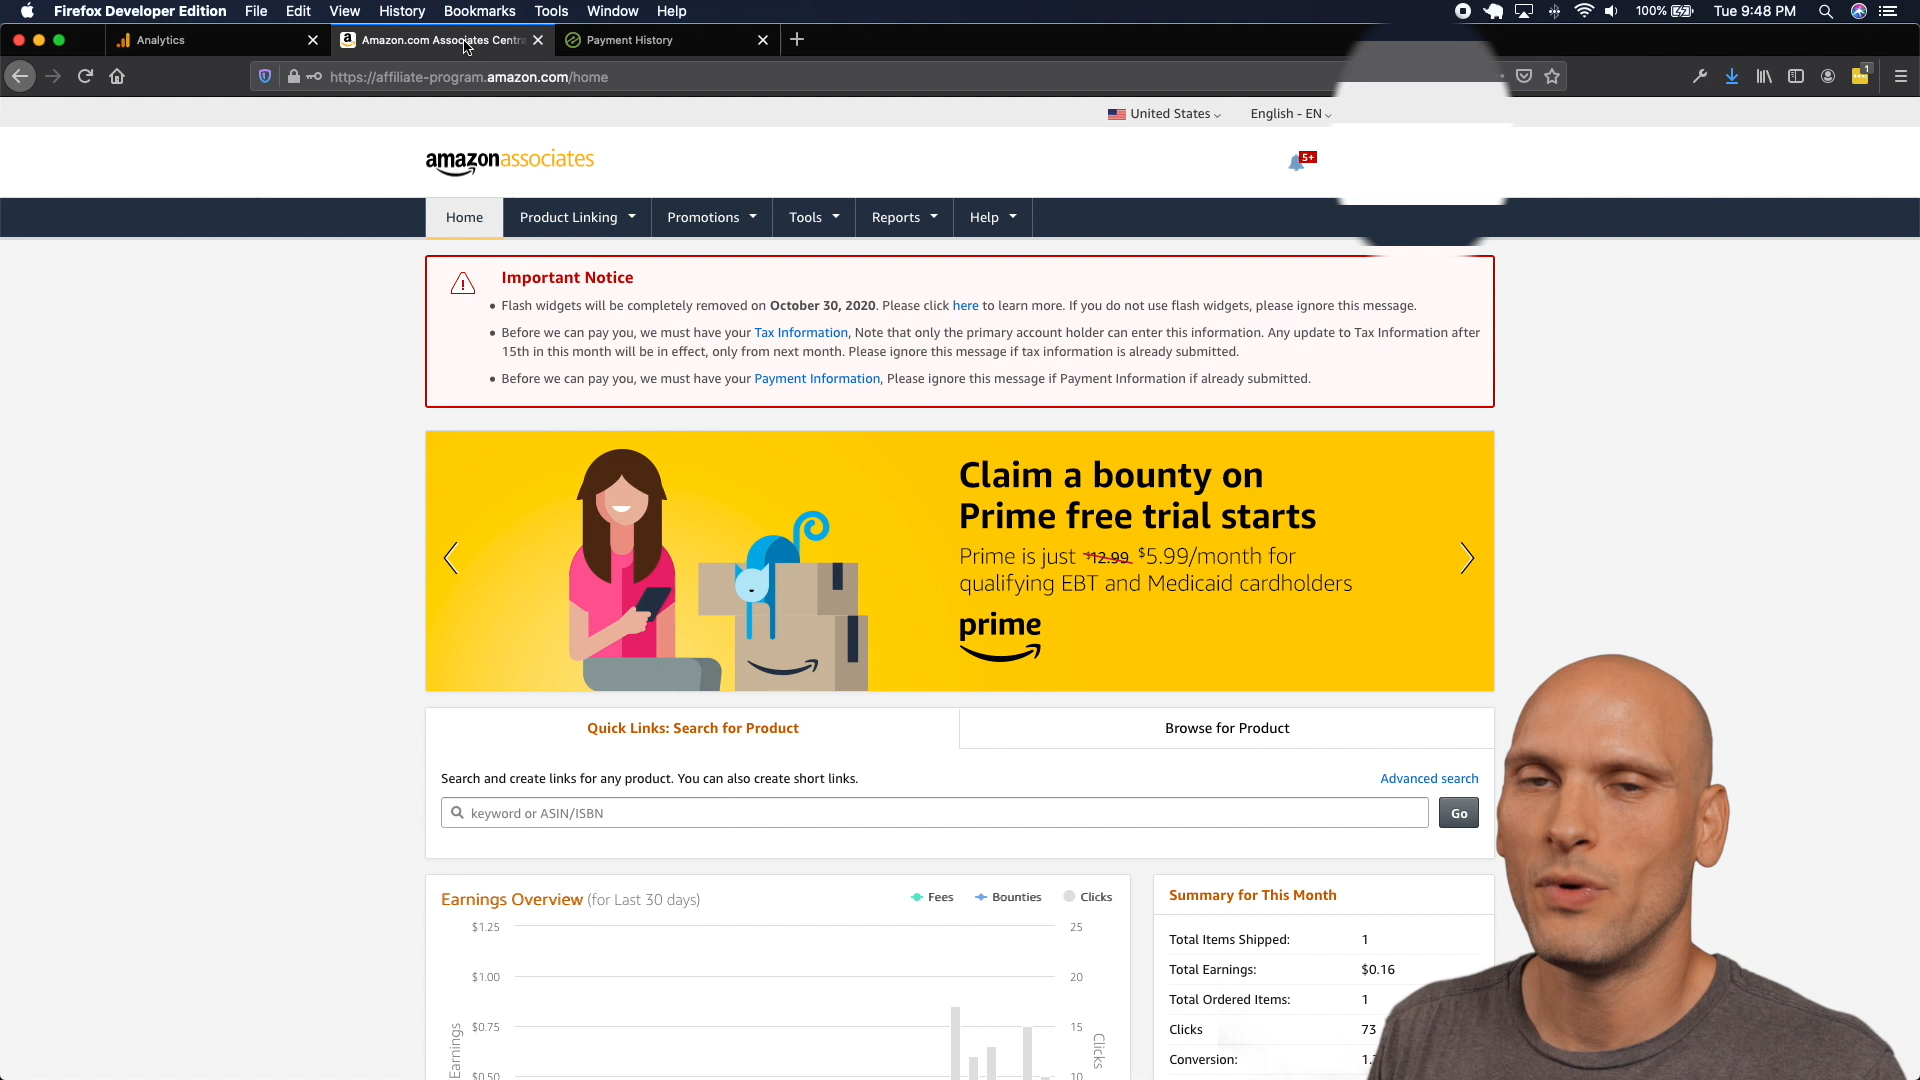 Firefox Developer Edition File Edit View History Bookmarks Tools Window Help 100% Tue 9:48 PM
Analytics Amazon.com Associates Centra Payment History
https://affiliate-program.amazon.com/home 1
United States English - EN
amazonassociates 5+
Home Product Linking Promotions Tools Reports Help
Important Notice
• Flash widgets will be completely removed on October 30, 2020. Please click here to learn more. If you do not use flash widgets, please ignore this message.
• Before we can pay you, we must have your Tax Information, Note that only the primary account holder can enter this information. Any update to Tax Information after
15th in this month will be in effect, only from next month. Please ignore this message if tax information is already submitted.
• Before we can pay you, we must have your Payment Information, Please ignore this message if Payment Information if already submitted.
Claim a bounty on
Prime free trial starts
Prime is just $12.99 $5.99/month for
qualifying EBT and Medicaid cardholders
prime
Quick Links: Search for Product Browse for Product
Search and create links for any product. You can also create short links. Advanced search
keyword or ASIN/ISBN Go
Earnings Overview (for Last 30 days) Fees Bounties Clicks
Summary for This Month
$1.25 25
Total Items Shipped: 1
$1.00 20
Total Earnings: $0.16
Total Ordered Items: 1
$0.75 15
Clicks 73
Earnings Clicks
Conversion:
$0.50 10